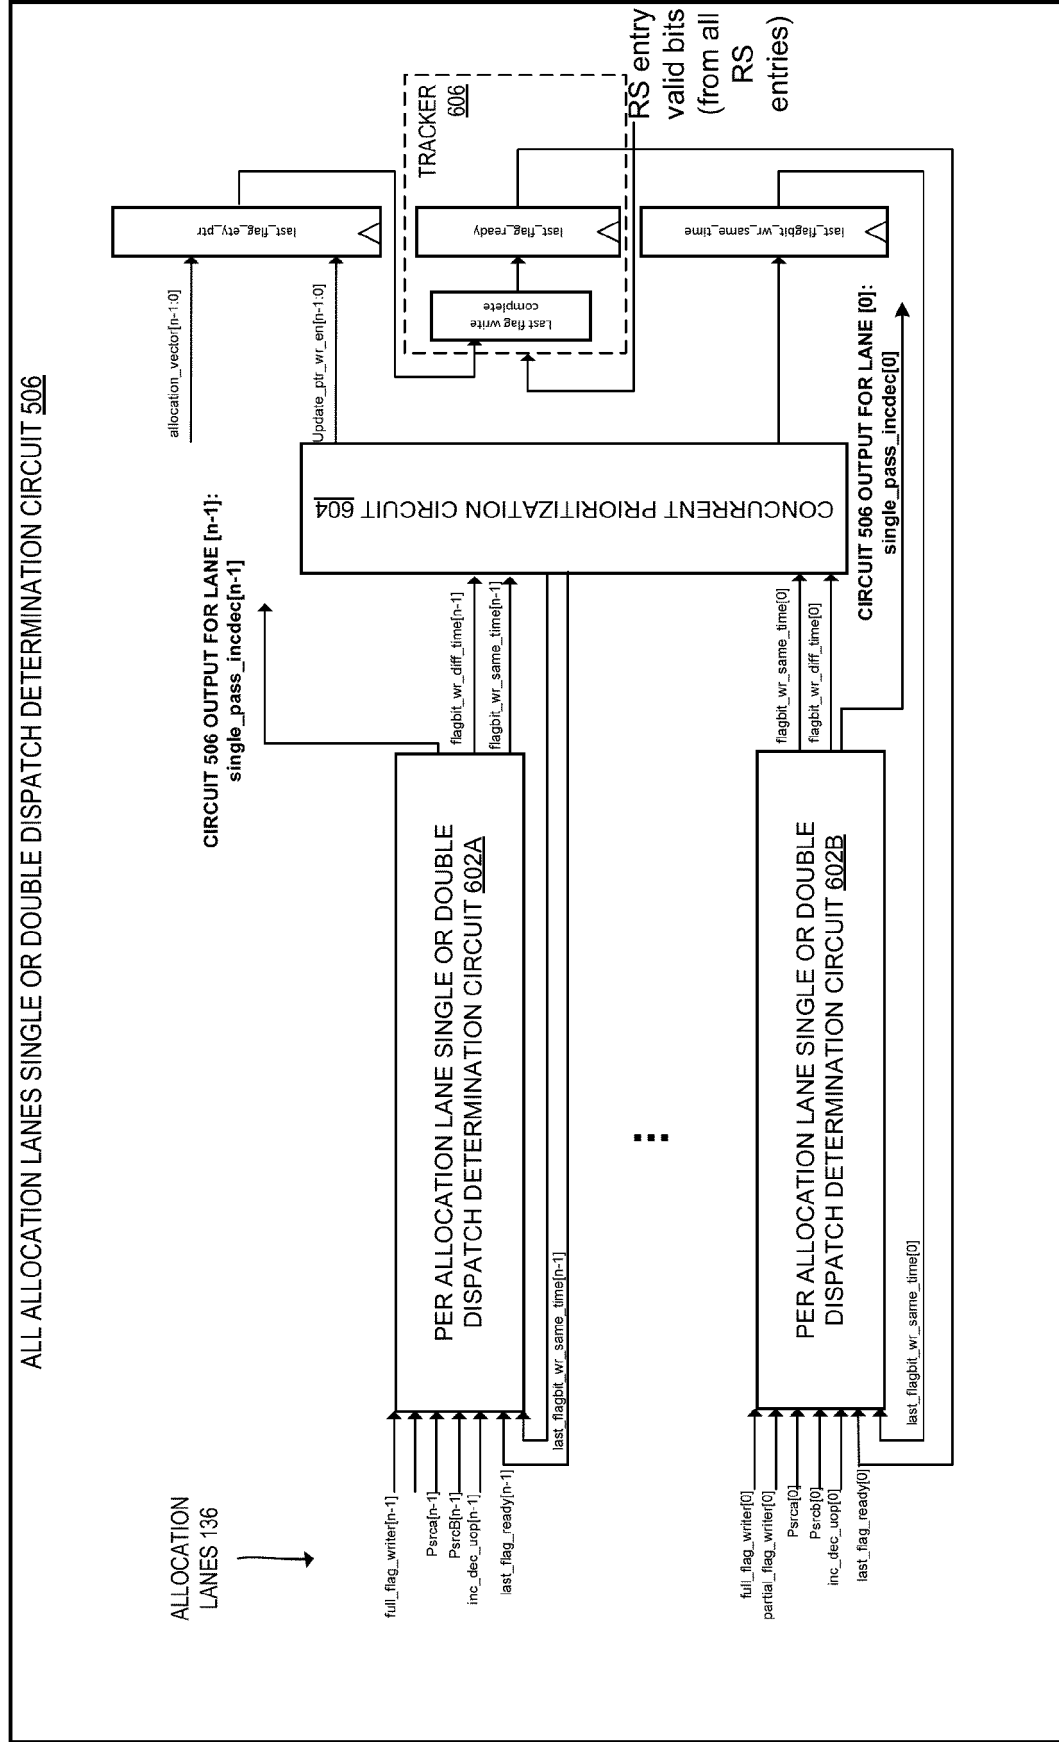 ALL ALLOCATION LANES SINGLE OR DOUBLE DISPATCH DETERMINATION CIRCUIT 506
ALLOCATION
LANES 136
full_flag_writer[n-1]
Psrca[n-1]
PsrcB[n-1]
inc_dec_uop[n-1]
last_flag_ready[n-1]
last_flagbit_wr_same_time[n-1]
PER ALLOCATION LANE SINGLE OR DOUBLE
DISPATCH DETERMINATION CIRCUIT 602A
CIRCUIT 506 OUTPUT FOR LANE [n-1]:
single_pass_incdec[n-1]
flagbit_wr_diff_time[n-1]
flagbit_wr_same_time[n-1]
...
full_flag_writer[0]
partial_flag_writer[0]
Psrca[0]
Psrcb[0]
inc_dec_uop[0]
last_flag_ready[0]
last_flagbit_wr_same_time[0]
PER ALLOCATION LANE SINGLE OR DOUBLE
DISPATCH DETERMINATION CIRCUIT 602B
flagbit_wr_same_time[0]
flagbit_wr_diff_time[0]
CIRCUIT 506 OUTPUT FOR LANE [0]:
single_pass_incdec[0]
CONCURRENT PRIORITIZATION CIRCUIT 604
allocation_vector[n-1:0]
Update_ptr_wr_en[n-1:0]
last_flag_ety_ptr
TRACKER
606
Last flag write
complete
last_flag_ready
last_flagbit_wr_same_time
RS entry
valid bits
(from all
RS
entries)